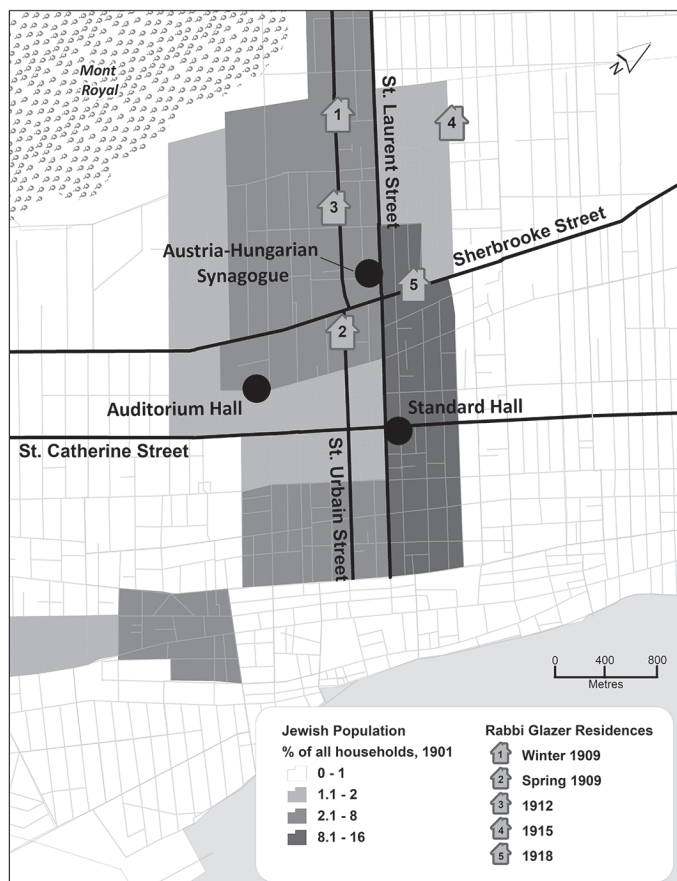 Mont
Royal
N
1
St. Laurent Street
4
3
Sherbrooke Street
Austria-Hungarian
Synagogue
5
2
Auditorium Hall
Standard Hall
St. Catherine Street
St. Urbain Street
0 400 800
Metres
Jewish Population
% of all households, 1901
0 - 1
1.1 - 2
2.1 - 8
8.1 - 16
Rabbi Glazer Residences
1 Winter 1909
2 Spring 1909
3 1912
4 1915
5 1918